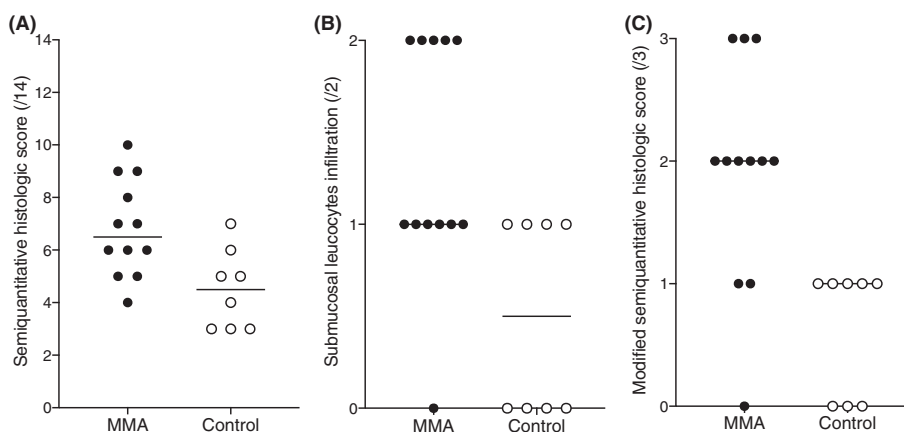 (A)
Semiquantitative histologic score (/14)
14
12
10
8
6
4
2
0
MMA Control
(B)
Submucosal leucocytes infiltration (/2)
2
1
0
MMA Control
(C)
Modified semiquantitative histologic score (/3)
3
2
1
0
MMA Control